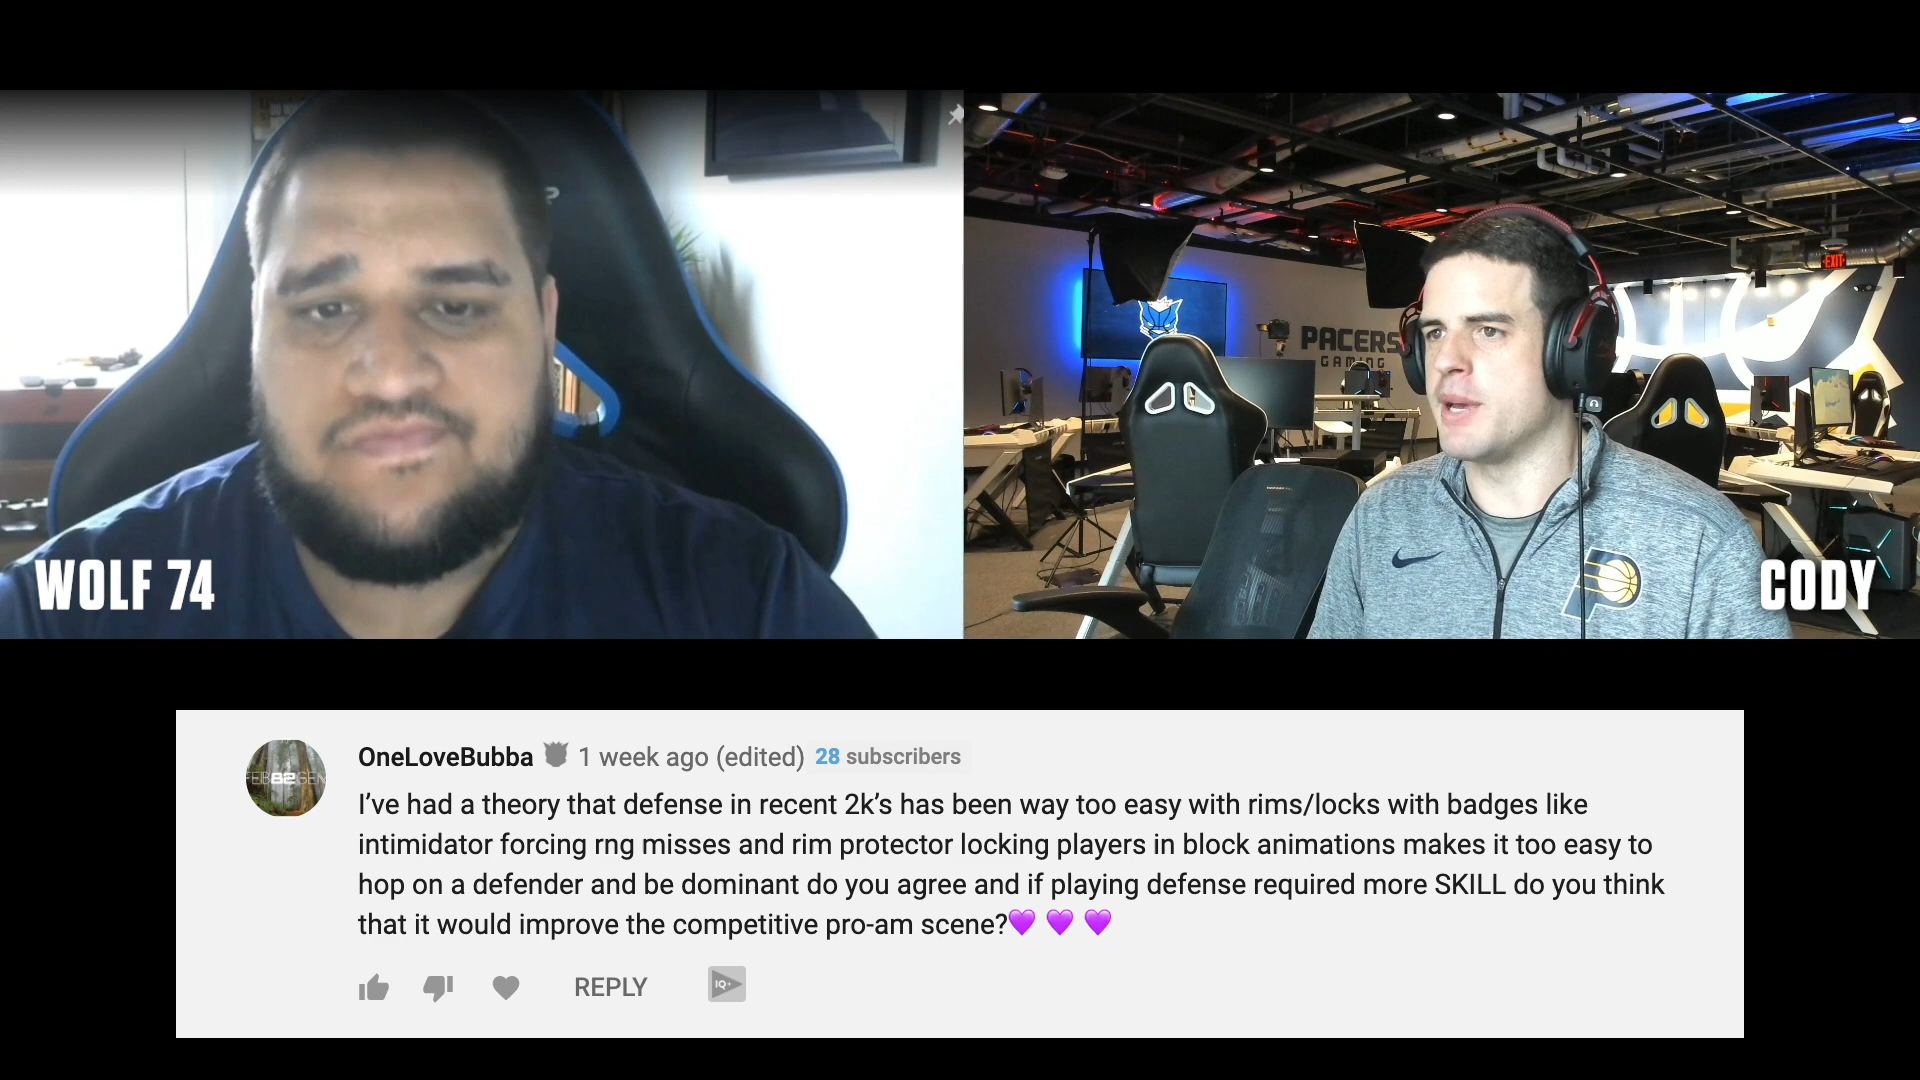 EXIT
PACERS
GAMING
WOLF 74
CODY
OneLoveBubba 1 week ago (edited) 28 subscribers
I’ve had a theory that defense in recent 2k’s has been way too easy with rims/locks with badges like
intimidator forcing rng misses and rim protector locking players in block animations makes it too easy to
hop on a defender and be dominant do you agree and if playing defense required more SKILL do you think
that it would improve the competitive pro-am scene?💜 💜 💜
REPLY
IQ